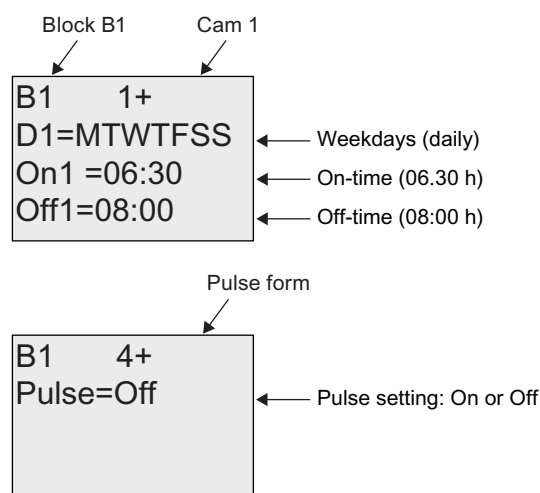 Block B1 Cam 1
B1 1+
D1=MTWTFSS
Weekdays (daily)
On1 =06:30
On-time (06.30 h)
Off1=08:00
Off-time (08:00 h)
Pulse form
B1 4+
Pulse=Off
Pulse setting: On or Off